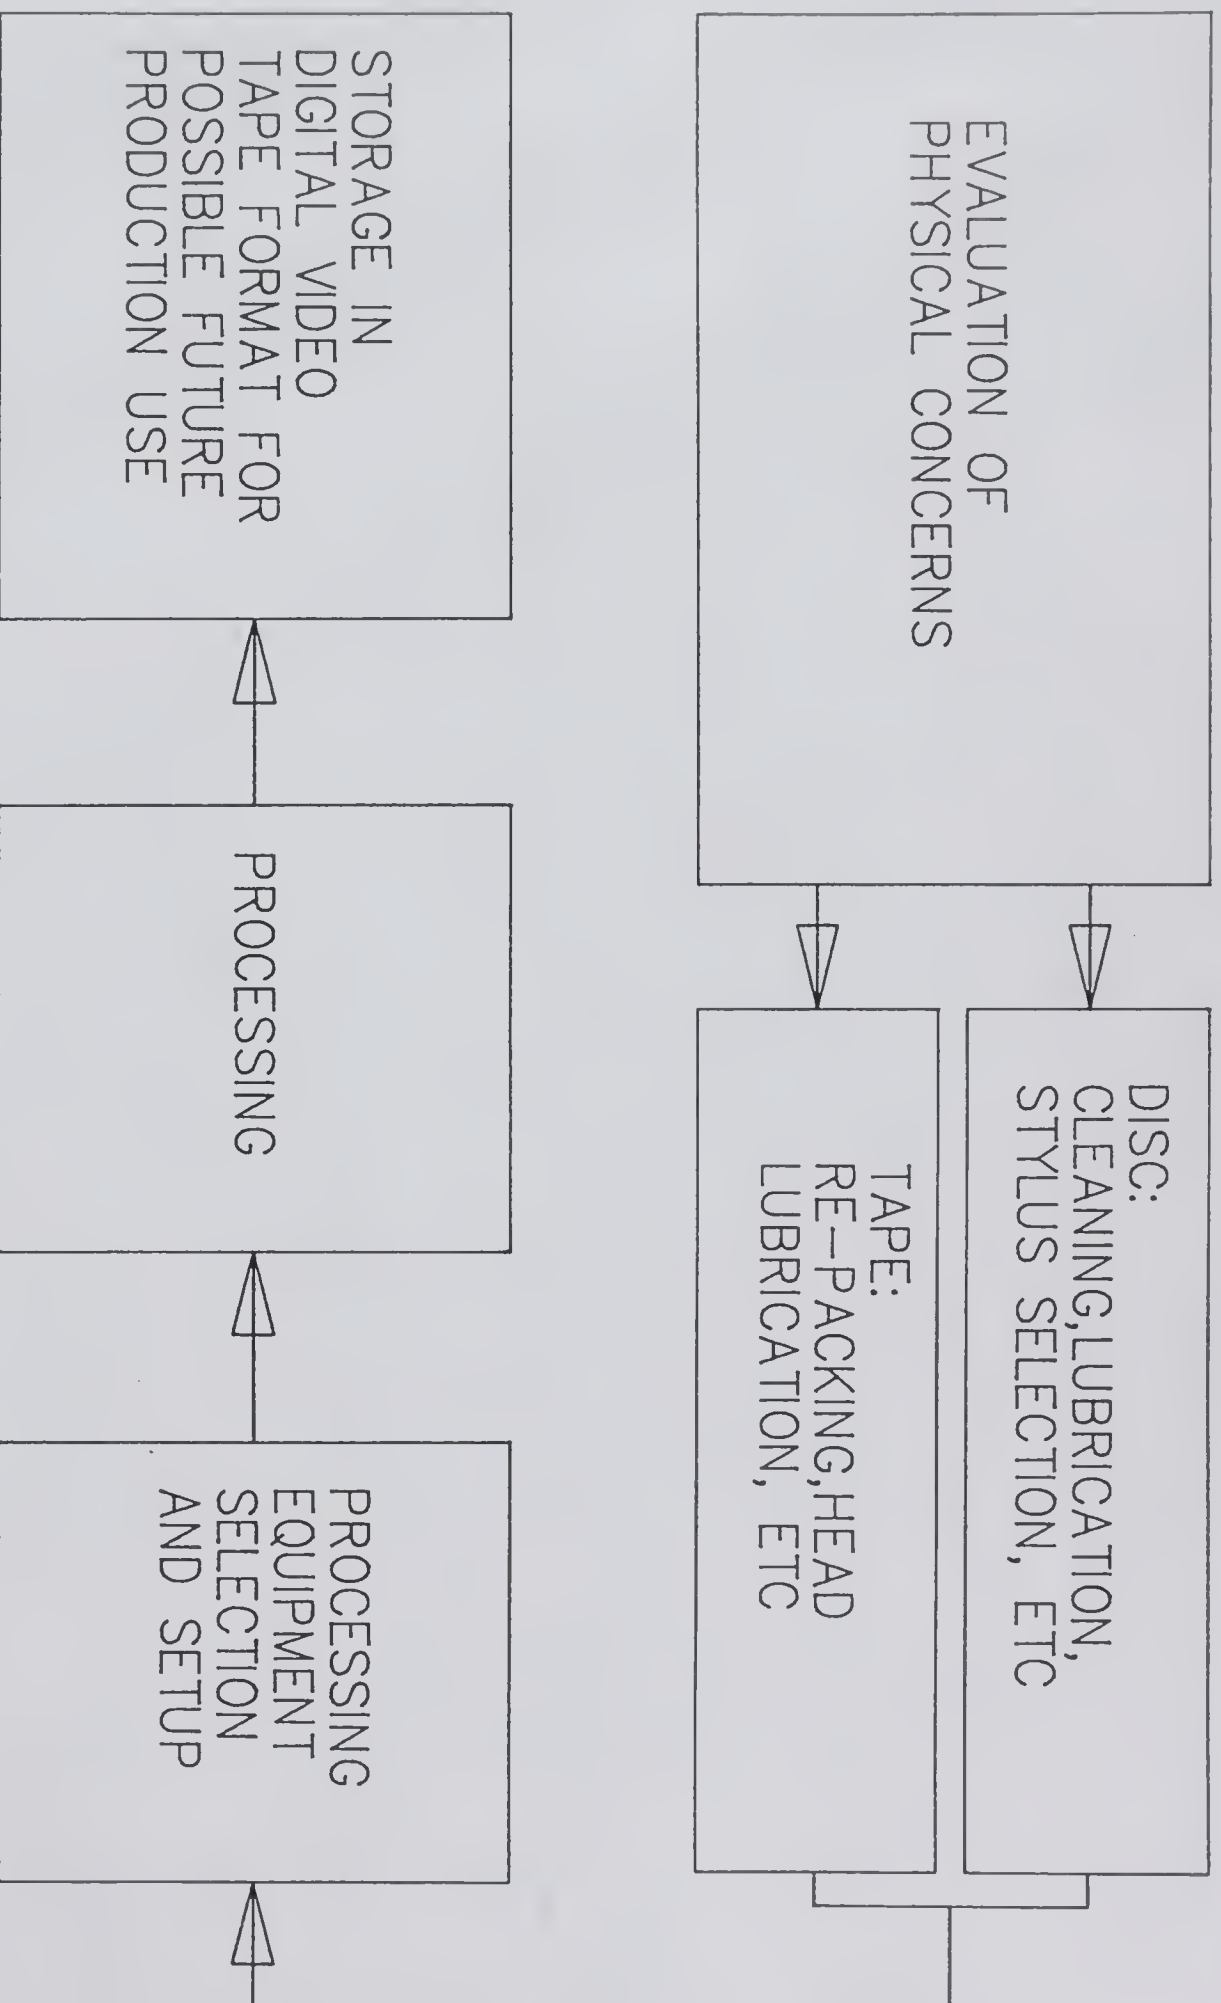 EVALUATION OF
PHYSICAL CONCERNS
DISC:
CLEANING,LUBRICATION,
STYLUS SELECTION, ETC
TAPE:
RE-PACKING,HEAD
LUBRICATION, ETC
STORAGE IN
DIGITAL VIDEO
TAPE FORMAT FOR
POSSIBLE FUTURE
PRODUCTION USE
PROCESSING
PROCESSING
EQUIPMENT
SELECTION
AND SETUP